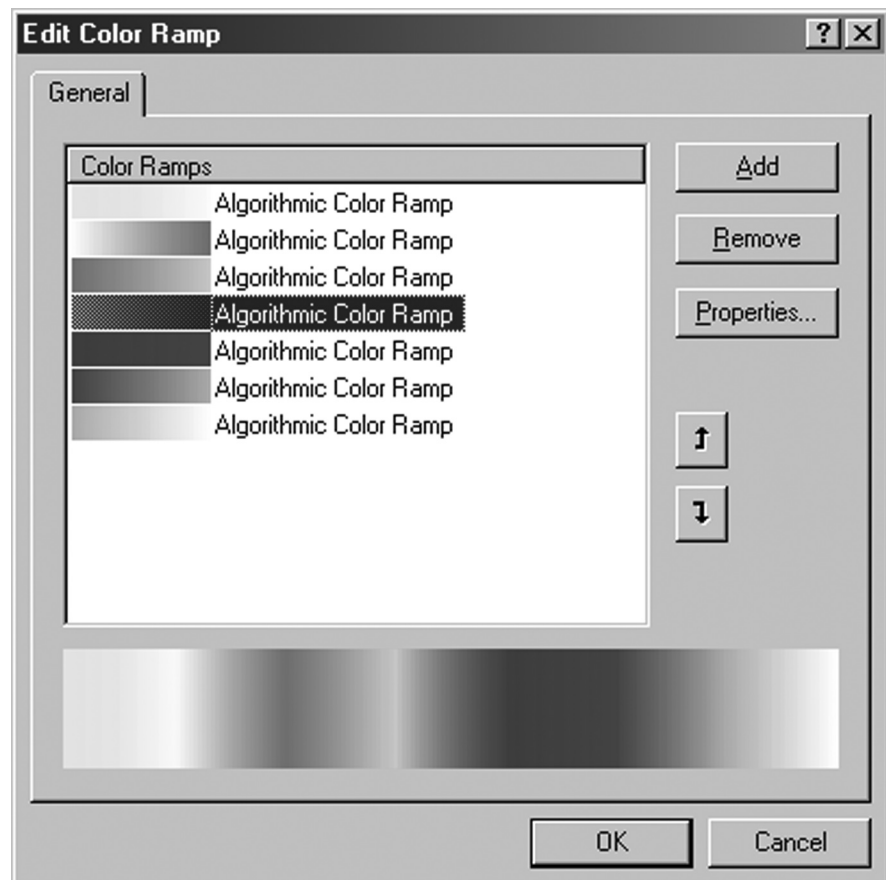 Edit Color Ramp
General
Color Ramps
Algorithmic Color Ramp
Algorithmic Color Ramp
Algorithmic Color Ramp
Algorithmic Color Ramp
Algorithmic Color Ramp
Algorithmic Color Ramp
Algorithmic Color Ramp
Add
Remove
Properties...
OK
Cancel